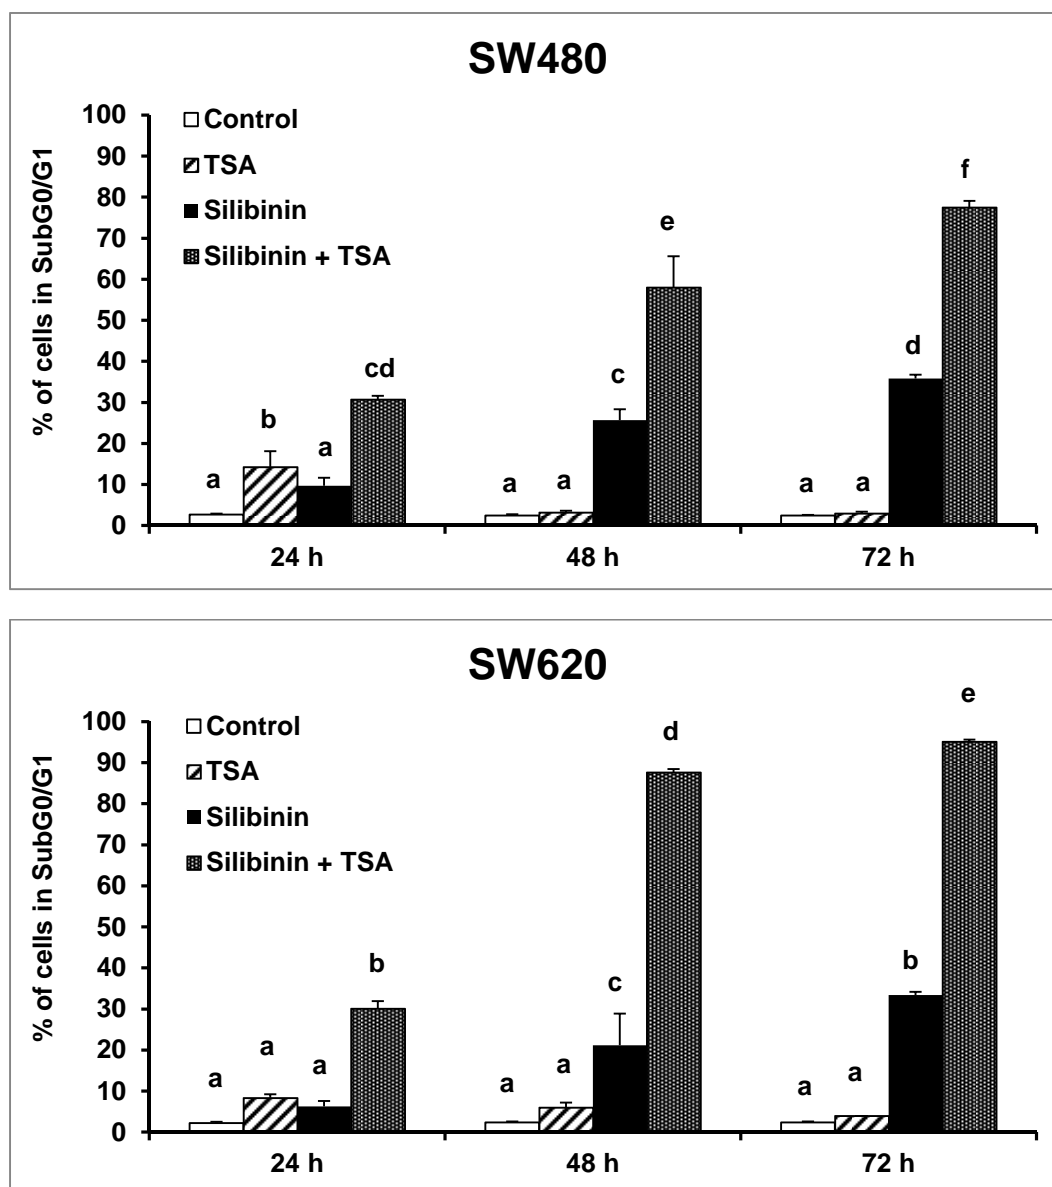 SW480
% of cells in SubG0/G1
100
90
80
70
60
50
40
30
20
10
0
Control
TSA
Silibinin
Silibinin + TSA
a
b
a
cd
a
a
c
e
a
a
d
f
24 h
48 h
72 h
SW620
% of cells in SubG0/G1
100
90
80
70
60
50
40
30
20
10
0
Control
TSA
Silibinin
Silibinin + TSA
a
a
a
b
a
a
c
d
a
a
b
e
24 h
48 h
72 h